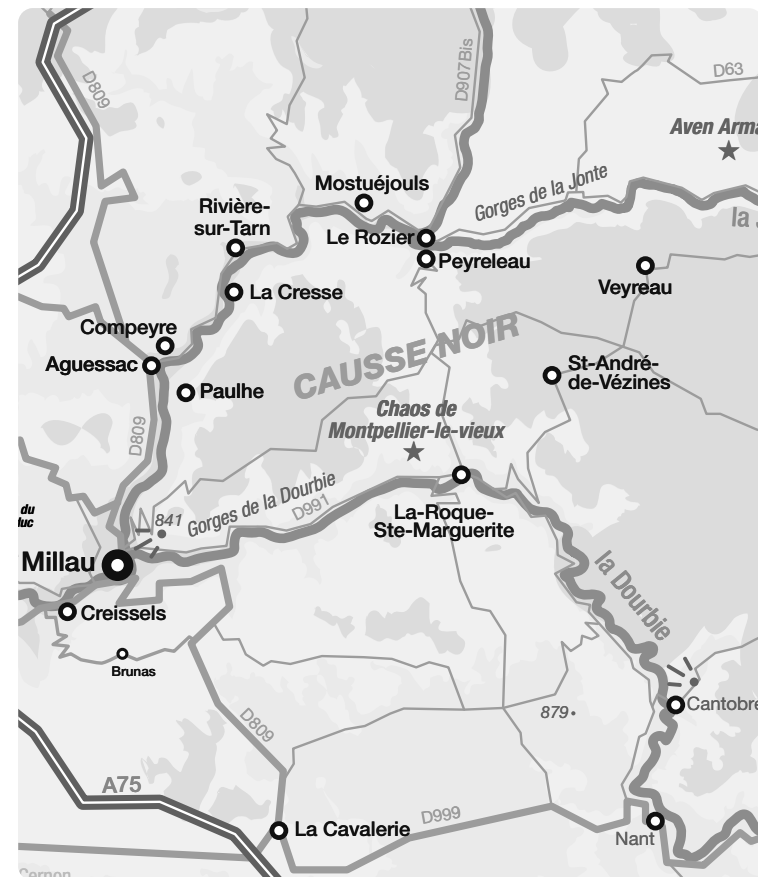 D907Bis
D63
D809
Aven Arma
Mostuéjouls
Gorges de la Jonte
Rivière-
sur-Tarn
la J
Le Rozier
Peyreleau
Veyreau
La Cresse
Compeyre
Aguessac
CAUSSE NOIR
St-André-
de-Vézines
Paulhe
Chaos de
Montpellier-le-vieux
D809
Gorges de la Dourbie
D991
du
luc
841
La-Roque-
Ste-Marguerite
Millau
la Dourbie
Creissels
Brunas
Cantobre
879
D809
A75
D999
La Cavalerie
Nant
Cernon